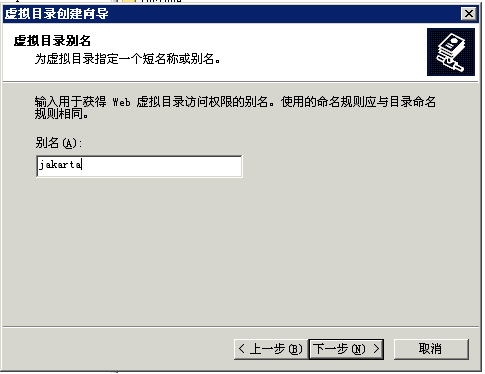 虚拟目录创建向导
虚拟目录别名
为虚拟目录指定一个短名称或别名。
输入用于获得 Web 虚拟目录访问权限的别名。使用的命名规则应与目录命名
规则相同。
别名(A):
jakarta
< 上一步(B) 下一步(N) > 取消